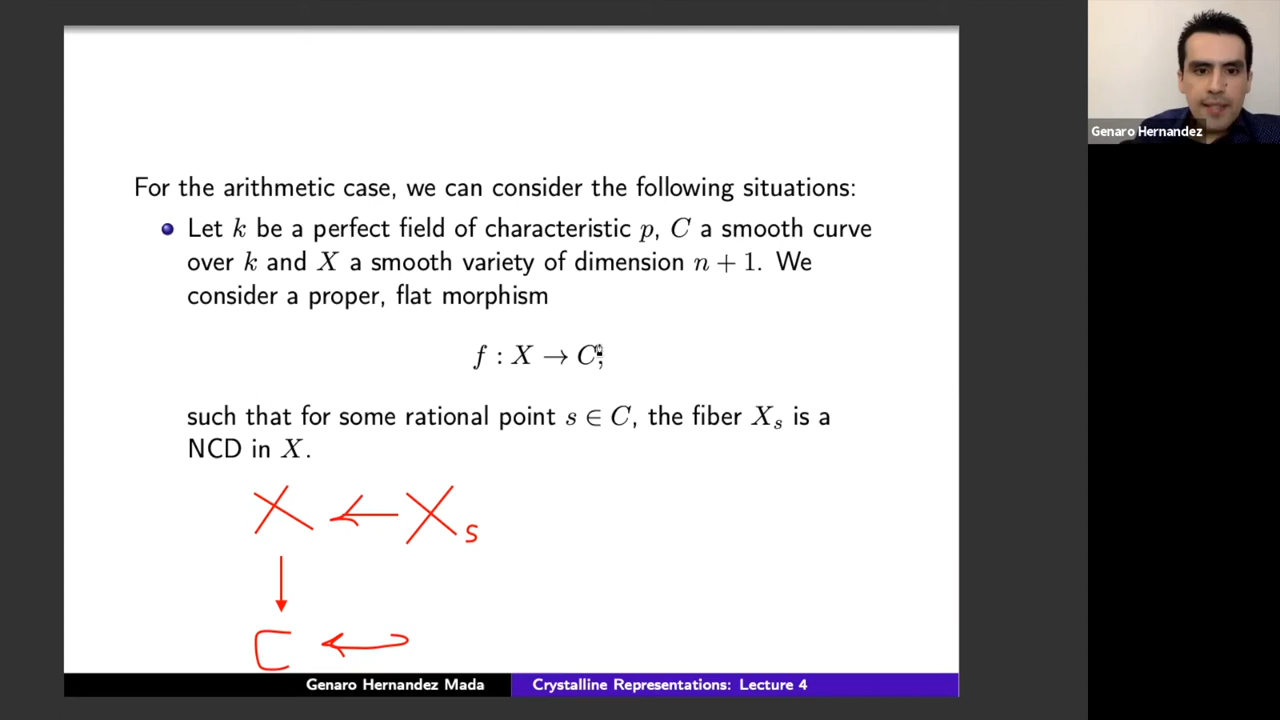 For the arithmetic case, we can consider the following situations:
Let k be a perfect field of characteristic p, C a smooth curve
over k and X a smooth variety of dimension n + 1. We
consider a proper, flat morphism
f : X → C,
such that for some rational point s ∈ C, the fiber X_s is a
NCD in X.
X ← X_s
↓
C ↩
Genaro Hernandez Mada Crystalline Representations: Lecture 4
Genaro Hernandez